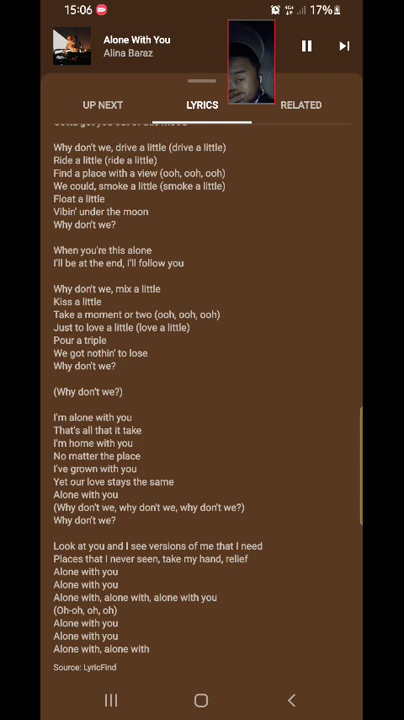 15:06
4G+
17%
Alone With You
Alina Baraz
UP NEXT
LYRICS
RELATED
Why don't we, drive a little (drive a little)
Ride a little (ride a little)
Find a place with a view (ooh, ooh, ooh)
We could, smoke a little (smoke a little)
Float a little
Vibin' under the moon
Why don't we?
When you're this alone
I'll be at the end, I'll follow you
Why don't we, mix a little
Kiss a little
Take a moment or two (ooh, ooh, ooh)
Just to love a little (love a little)
Pour a triple
We got nothin' to lose
Why don't we?
(Why don't we?)
I'm alone with you
That's all that it take
I'm home with you
No matter the place
I've grown with you
Yet our love stays the same
Alone with you
(Why don't we, why don't we, why don't we?)
Why don't we?
Look at you and I see versions of me that I need
Places that I never seen, take my hand, relief
Alone with you
Alone with you
Alone with, alone with, alone with you
(Oh-oh, oh, oh)
Alone with you
Alone with you
Alone with, alone with
Source: LyricFind